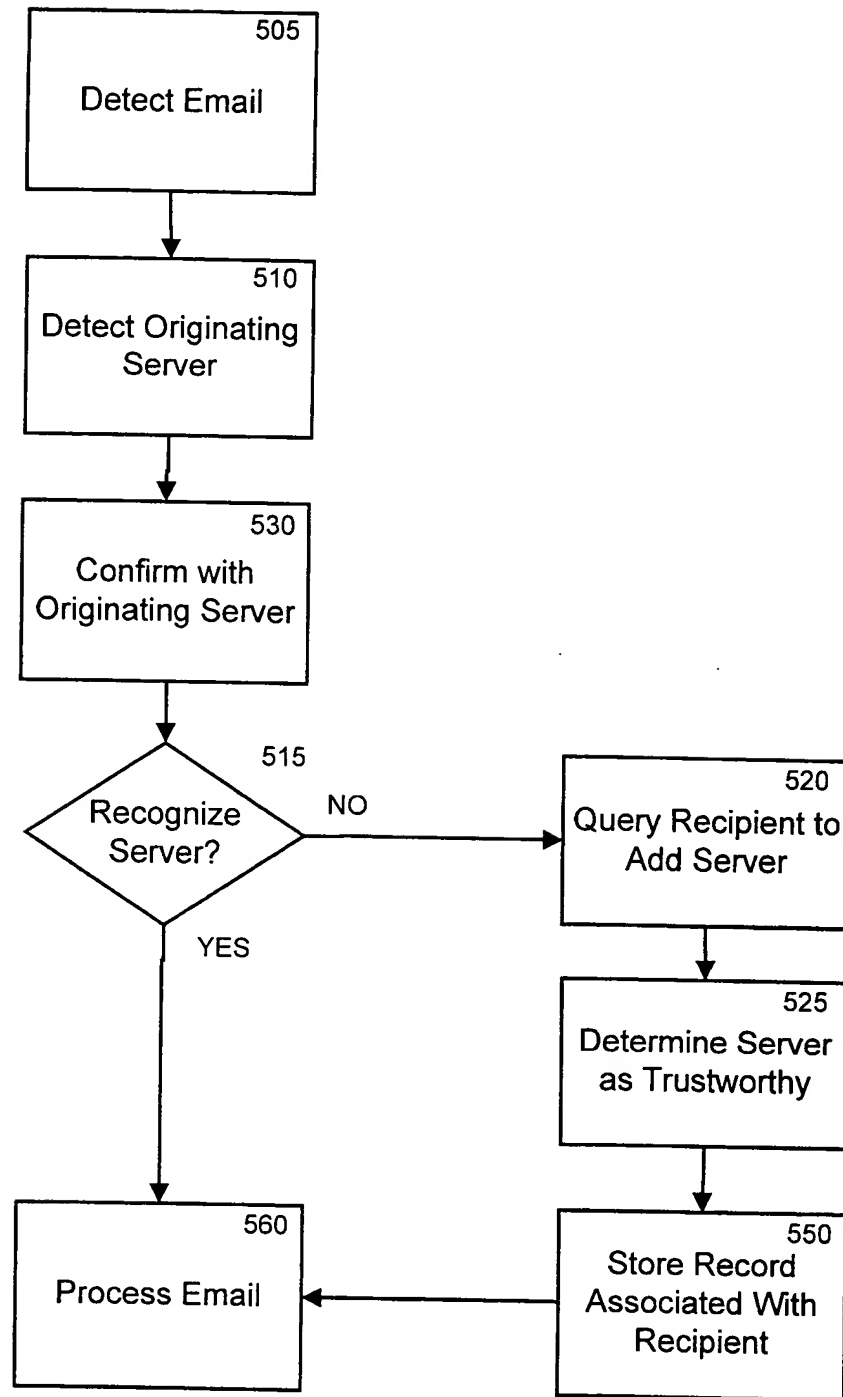 505
Detect Email
510
Detect Originating
Server
530
Confirm with
Originating Server
515
Recognize
Server?
NO
YES
520
Query Recipient to
Add Server
525
Determine Server
as Trustworthy
550
Store Record
Associated With
Recipient
560
Process Email